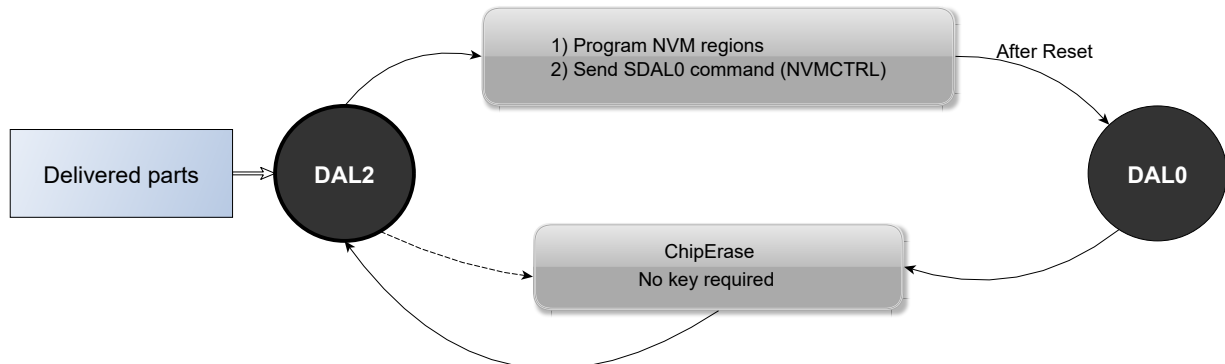 1) Program NVM regions
2) Send SDAL0 command (NVMCTRL)
After Reset
Delivered parts
DAL2
DAL0
ChipErase
No key required